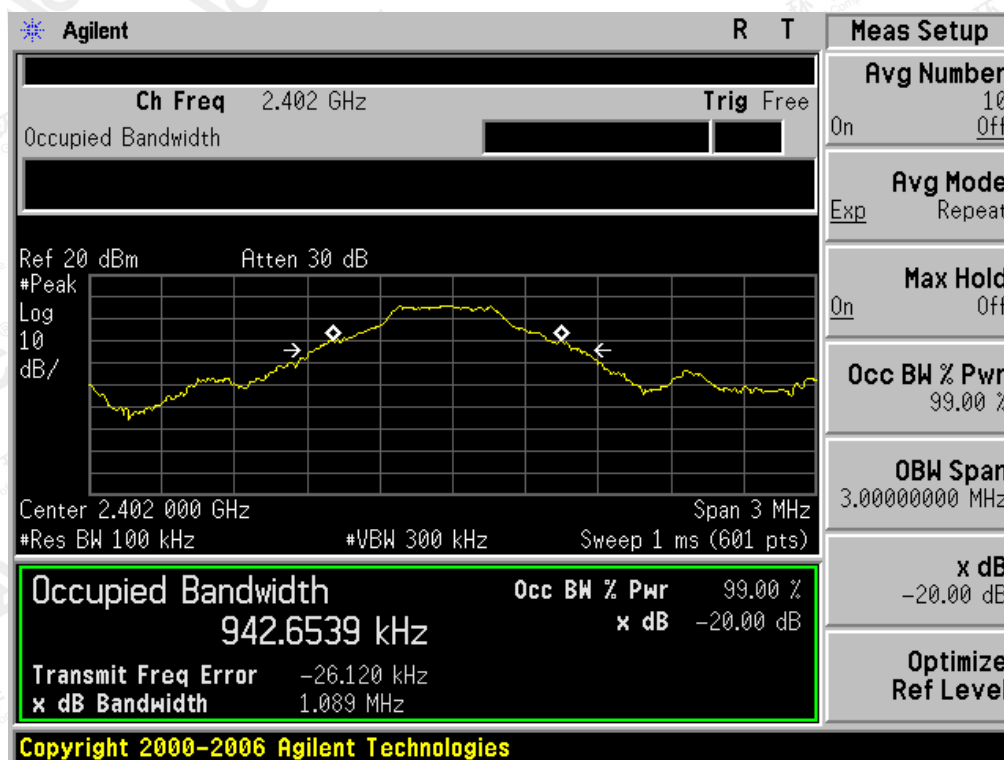 Agilent R T
Meas Setup
Ch Freq 2.402 GHz Trig Free
Occupied Bandwidth
Ref 20 dBm Atten 30 dB
#Peak
Log
10
dB/
Center 2.402 000 GHz Span 3 MHz
#Res BW 100 kHz #VBW 300 kHz Sweep 1 ms (601 pts)
Occupied Bandwidth
942.6539 kHz
Occ BW % Pwr 99.00 %
x dB -20.00 dB
Transmit Freq Error -26.120 kHz
x dB Bandwidth 1.089 MHz
Copyright 2000-2006 Agilent Technologies
Avg Number
10
On Off
Avg Mode
Exp Repeat
Max Hold
On Off
Occ BW % Pwr
99.00 %
OBW Span
3.00000000 MHz
x dB
-20.00 dB
Optimize
Ref Level